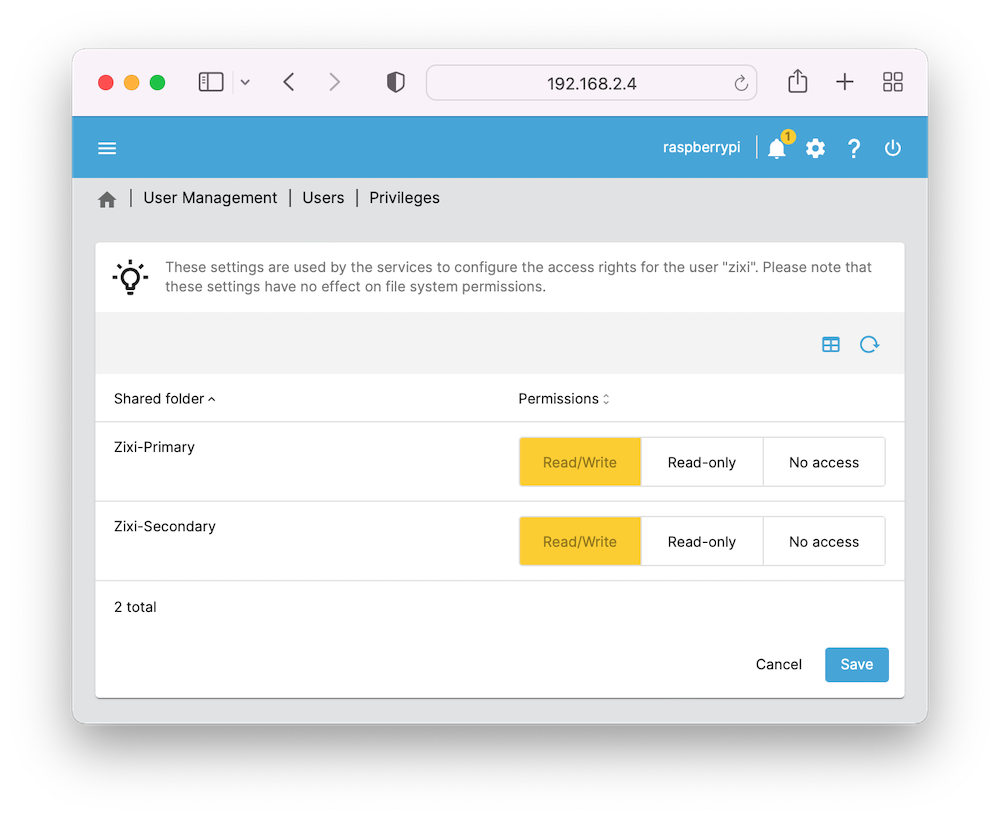 192.168.2.4
raspberrypi
1
User Management | Users | Privileges
These settings are used by the services to configure the access rights for the user "zixi". Please note that
these settings have no effect on file system permissions.
Shared folder Permissions
Zixi-Primary
Read/Write Read-only No access
Zixi-Secondary
Read/Write Read-only No access
2 total
Cancel Save